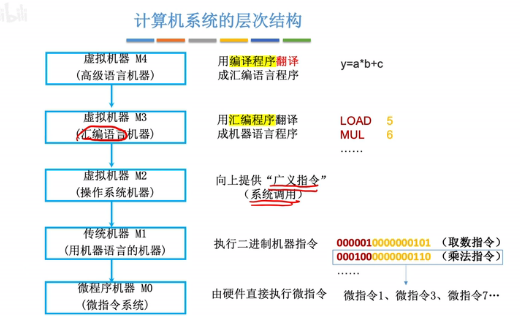 bilibili
计算机系统的层次结构
虚拟机器 M4
(高级语言机器)
用编译程序翻译
成汇编语言程序
y=a*b+c
虚拟机器 M3
(汇编语言机器)
用汇编程序翻译
成机器语言程序
LOAD 5
MUL 6
……
虚拟机器 M2
(操作系统机器)
向上提供“广义指令”
(系统调用)
传统机器 M1
(用机器语言的机器)
执行二进制机器指令
000001 0000000101 (取数指令)
000100 0000000110 (乘法指令)
……
微程序机器 M0
(微指令系统)
由硬件直接执行微指令
微指令1、微指令3、微指令7…